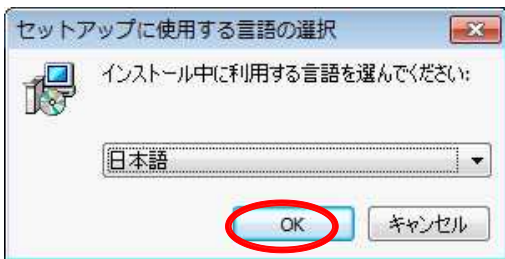 セットアップに使用する言語の選択
インストール中に利用する言語を選んでください:
日本語
OK
キャンセル